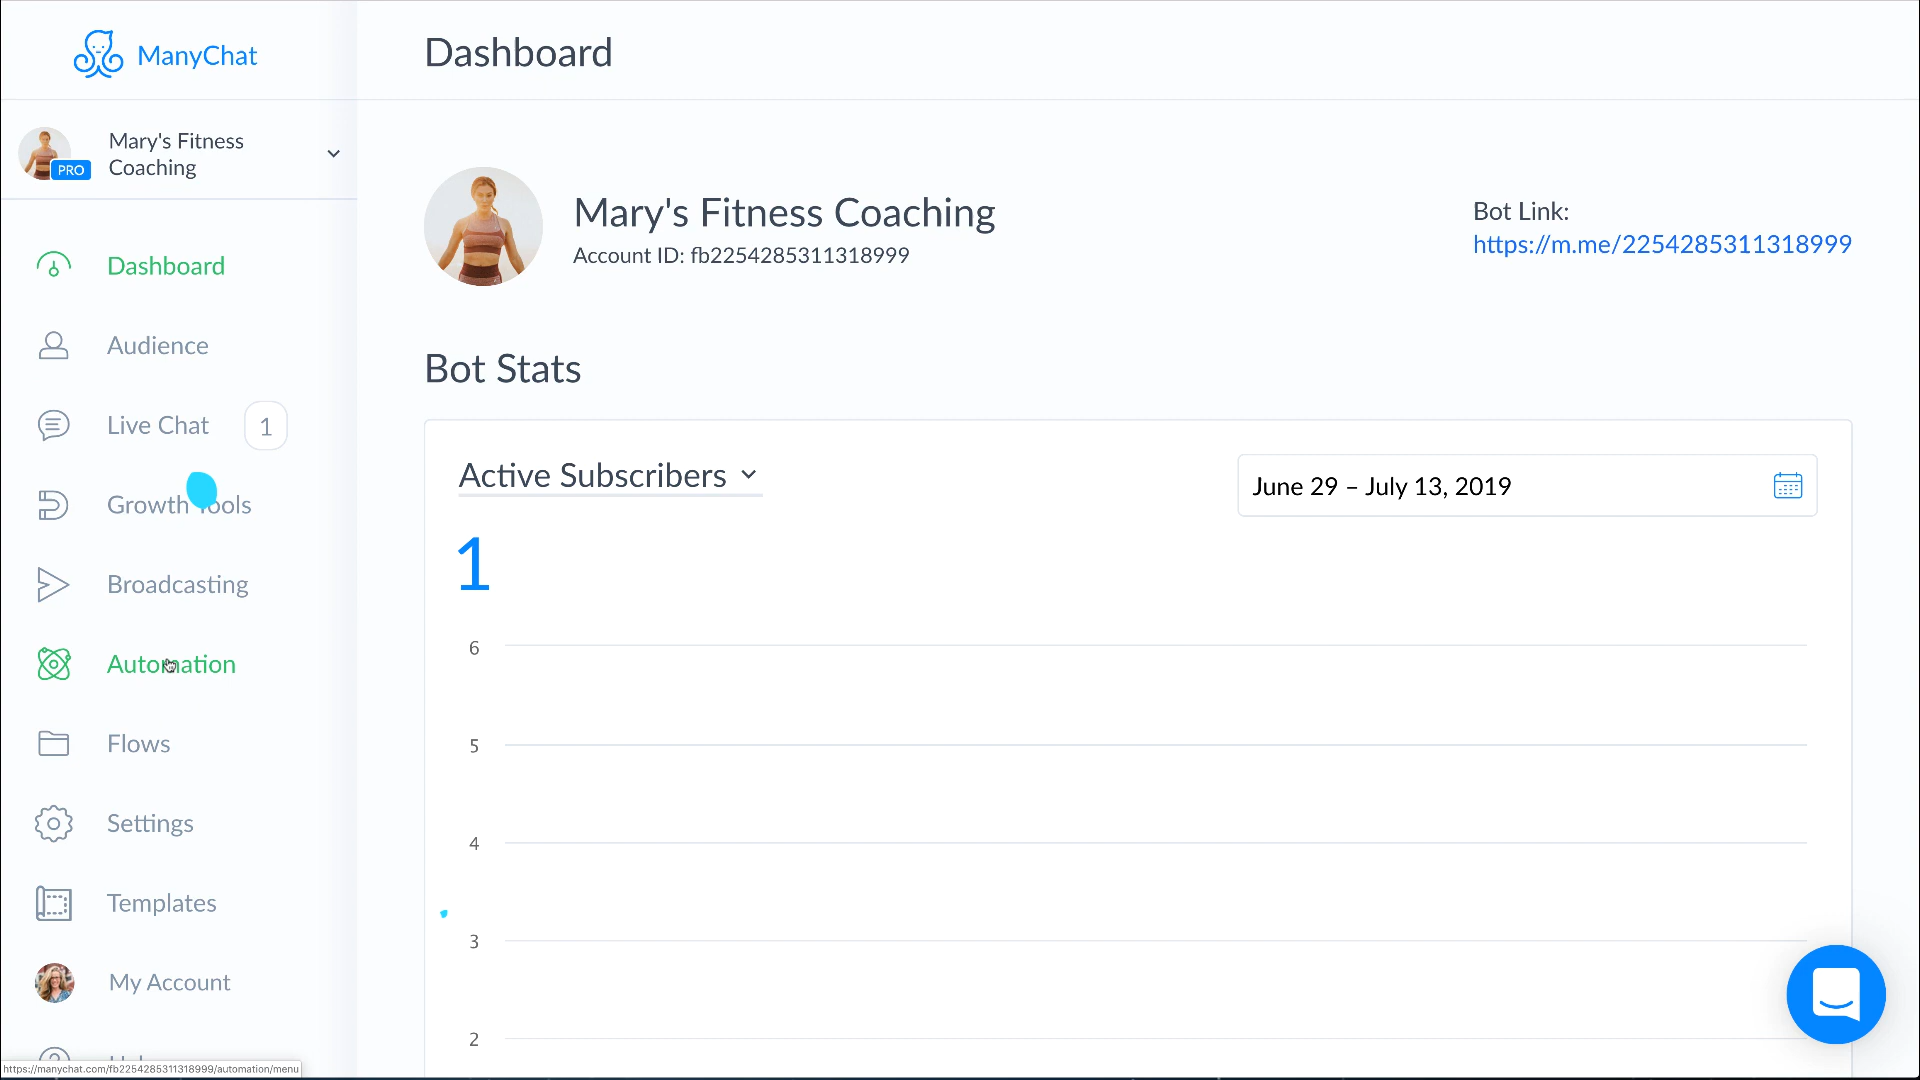 ManyChat
Dashboard
Mary's Fitness
Coaching
PRO
Mary's Fitness Coaching
Account ID: fb2254285311318999
Bot Link:
https://m.me/2254285311318999
Dashboard
Audience
Live Chat 1
Growth Tools
Broadcasting
Automation
Flows
Settings
Templates
My Account
Bot Stats
Active Subscribers
June 29 – July 13, 2019
1
6
5
4
3
2
https://manychat.com/fb2254285311318999/automation/menu